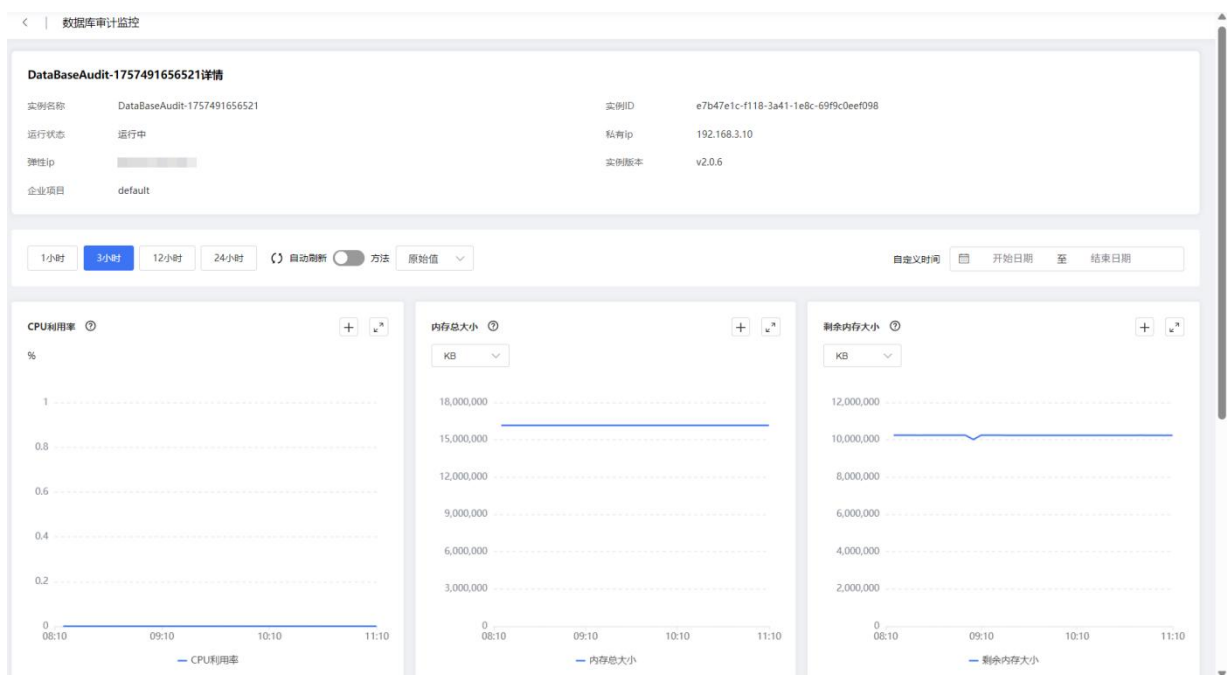 数据库审计监控
DataBaseAudit-1757491656521详情
实例名称 DataBaseAudit-1757491656521 实例ID e7b47e1c-f118-3a41-1e8c-69f9c0eef098
运行状态 运行中 私有ip 192.168.3.10
弹性ip 实例版本 v2.0.6
企业项目 default
1小时 3小时 12小时 24小时 自动刷新 方法 原始值 自定义时间 开始日期 至 结束日期
CPU利用率 内存总大小 剩余内存大小
% KB KB
1 18,000,000 12,000,000
0.8 15,000,000 10,000,000
0.6 12,000,000 8,000,000
0.4 9,000,000 6,000,000
0.2 6,000,000 4,000,000
3,000,000 2,000,000
0 0 0
08:10 09:10 10:10 11:10 08:10 09:10 10:10 11:10 08:10 09:10 10:10 11:10
CPU利用率 内存总大小 剩余内存大小